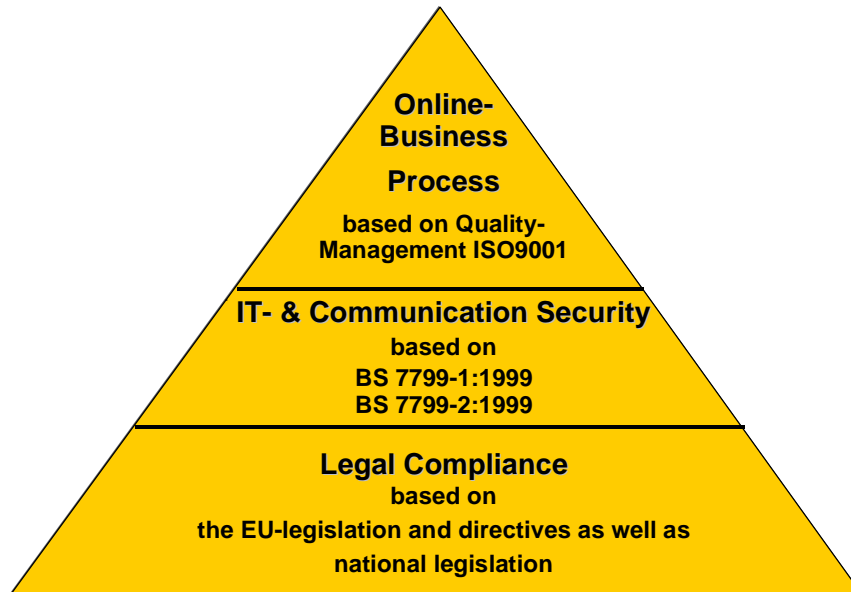 Online-
Business
Process
based on Quality-
Management ISO9001
IT- & Communication Security
based on
BS 7799-1:1999
BS 7799-2:1999
Legal Compliance
based on
the EU-legislation and directives as well as
national legislation